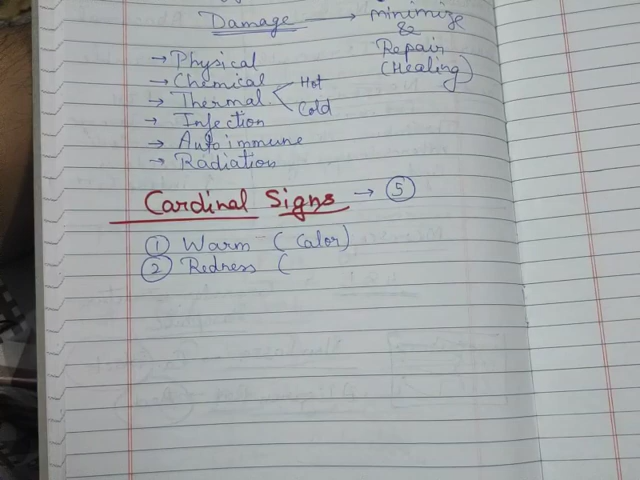 Damage → minimize
&
Repair
(Healing)
→ Physical
→ Chemical
→ Thermal < Hot
Cold
→ Infection
→ Autoimmune
→ Radiation
Cardinal Signs → 5
1 Warm (Calor)
2 Redness (